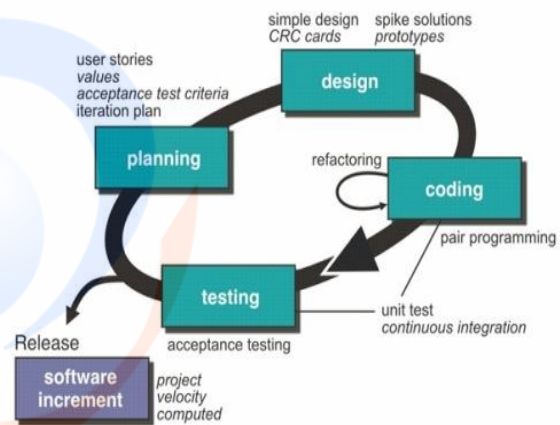 simple design
CRC cards
spike solutions
prototypes
user stories
values
acceptance test criteria
iteration plan
design
planning
refactoring
coding
pair programming
testing
unit test
continuous integration
acceptance testing
Release
software
increment
project
velocity
computed